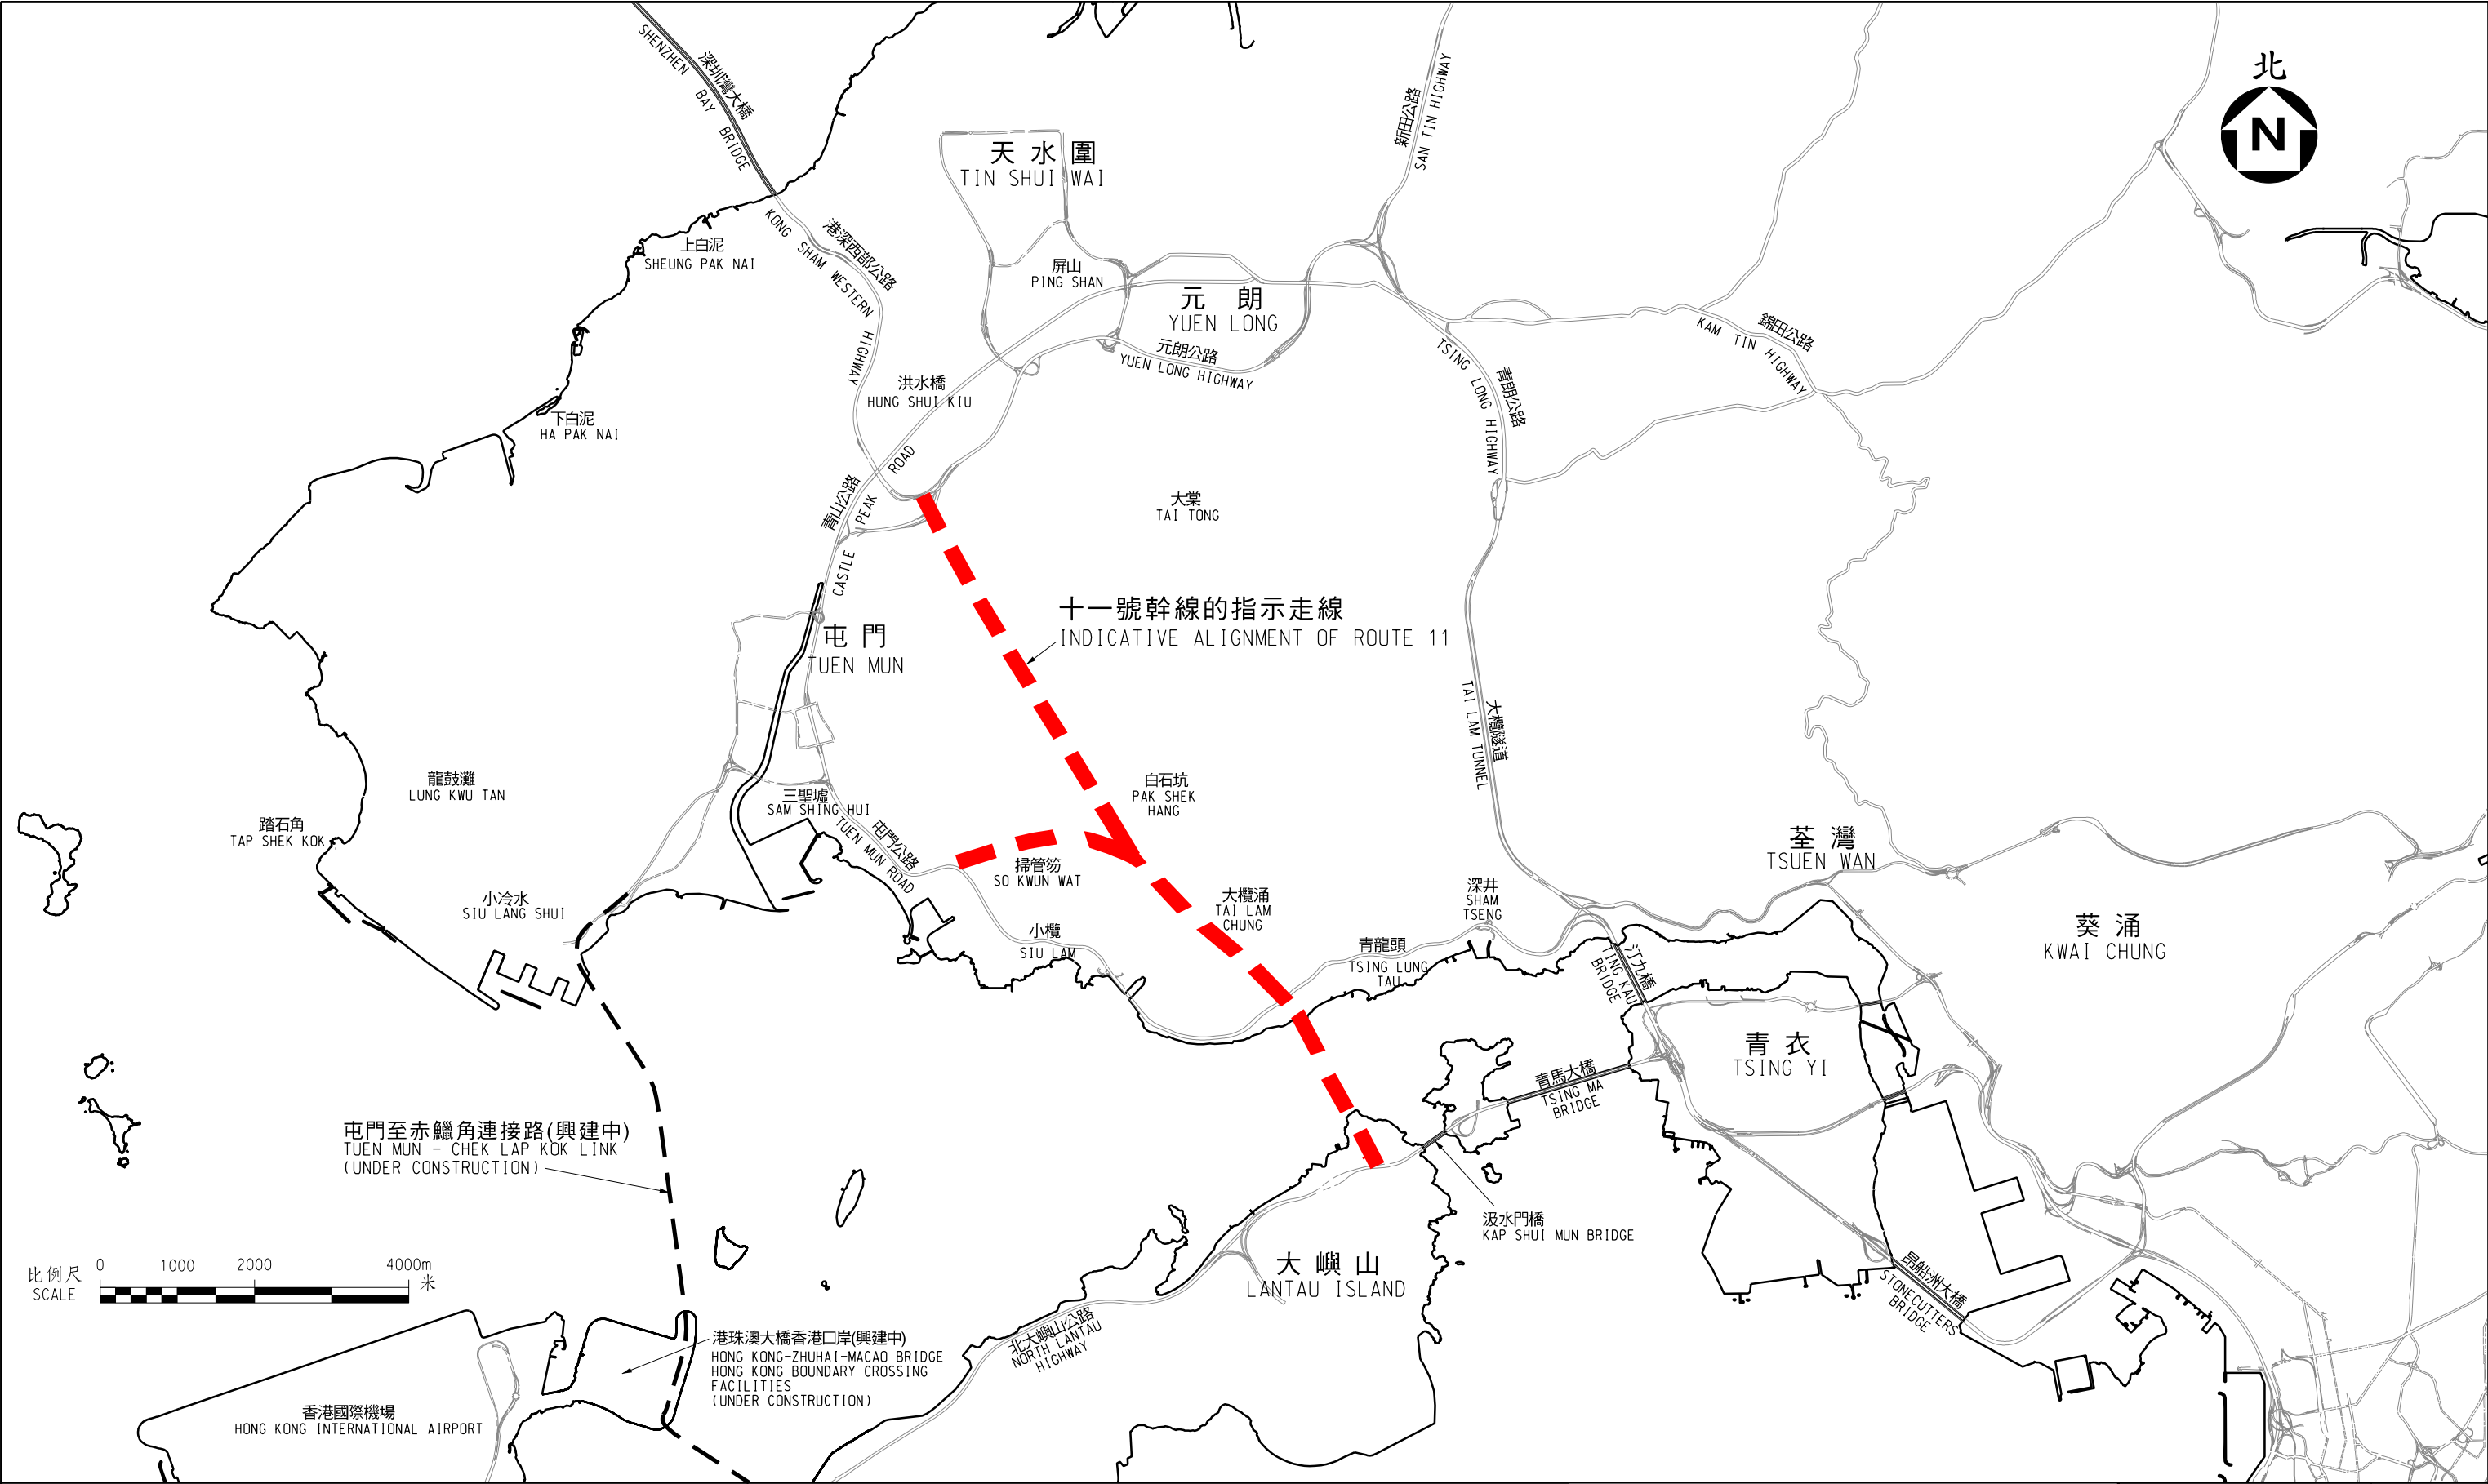 北
N
深圳灣大橋
SHENZHEN BAY BRIDGE
新田公路
SAN TIN HIGHWAY
天水圍
TIN SHUI WAI
港深西部公路
KONG SHAM WESTERN HIGHWAY
上白泥
SHEUNG PAK NAI
屏山
PING SHAN
元朗
YUEN LONG
元朗公路
YUEN LONG HIGHWAY
錦田公路
KAM TIN HIGHWAY
青朗公路
TSING LONG HIGHWAY
洪水橋
HUNG SHUI KIU
下白泥
HA PAK NAI
青山公路
CASTLE PEAK ROAD
大棠
TAI TONG
十一號幹線的指示走線
INDICATIVE ALIGNMENT OF ROUTE 11
屯門
TUEN MUN
大欖隧道
TAI LAM TUNNEL
龍鼓灘
LUNG KWU TAN
白石坑
PAK SHEK
HANG
三聖墟
SAM SHING HUI
踏石角
TAP SHEK KOK
屯門公路
TUEN MUN ROAD
荃灣
TSUEN WAN
掃管笏
SO KWUN WAT
小冷水
SIU LANG SHUI
大欖涌
TAI LAM
CHUNG
深井
SHAM
TSENG
小欖
SIU LAM
青龍頭
TSING LUNG
TAU
葵涌
KWAI CHUNG
汀九橋
TING KAU
BRIDGE
青衣
TSING YI
青馬大橋
TSING MA
BRIDGE
屯門至赤鱲角連接路(興建中)
TUEN MUN - CHEK LAP KOK LINK
(UNDER CONSTRUCTION)
汲水門橋
KAP SHUI MUN BRIDGE
大嶼山
LANTAU ISLAND
昂船洲大橋
STONECUTTERS
BRIDGE
比例尺
SCALE
0 1000 2000 4000m
米
北大嶼山公路
NORTH LANTAU
HIGHWAY
港珠澳大橋香港口岸(興建中)
HONG KONG-ZHUHAI-MACAO BRIDGE
HONG KONG BOUNDARY CROSSING
FACILITIES
(UNDER CONSTRUCTION)
香港國際機場
HONG KONG INTERNATIONAL AIRPORT